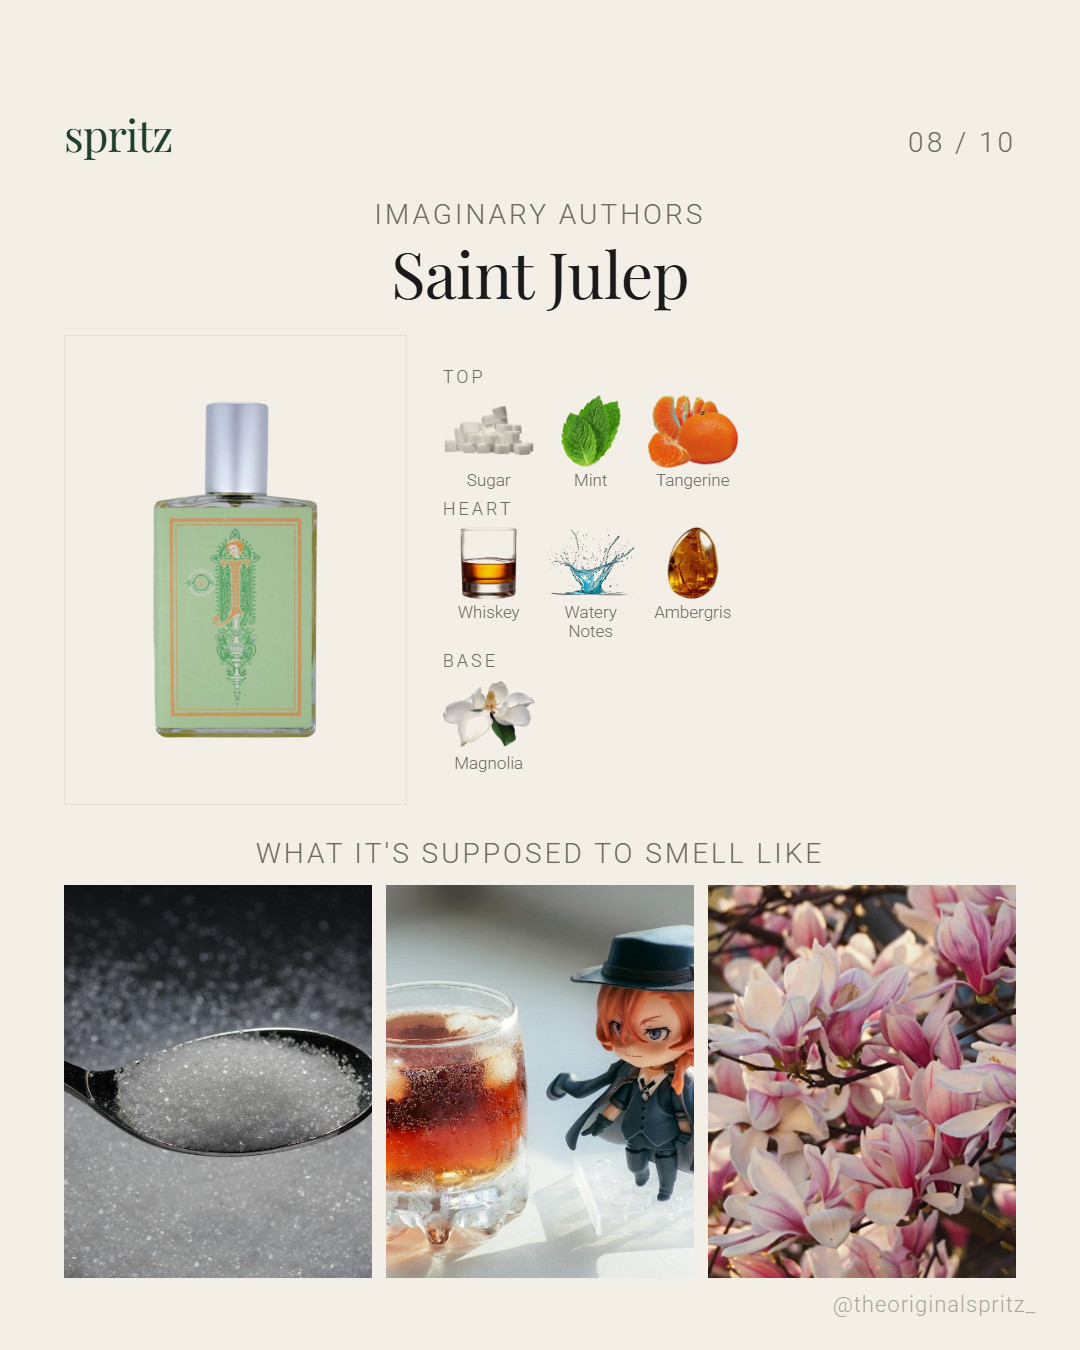 spritz
08 / 10
IMAGINARY AUTHORS
Saint Julep
TOP
Sugar
Mint
Tangerine
HEART
Whiskey
Watery
Notes
Ambergris
BASE
Magnolia
WHAT IT'S SUPPOSED TO SMELL LIKE
@theoriginalspritz_